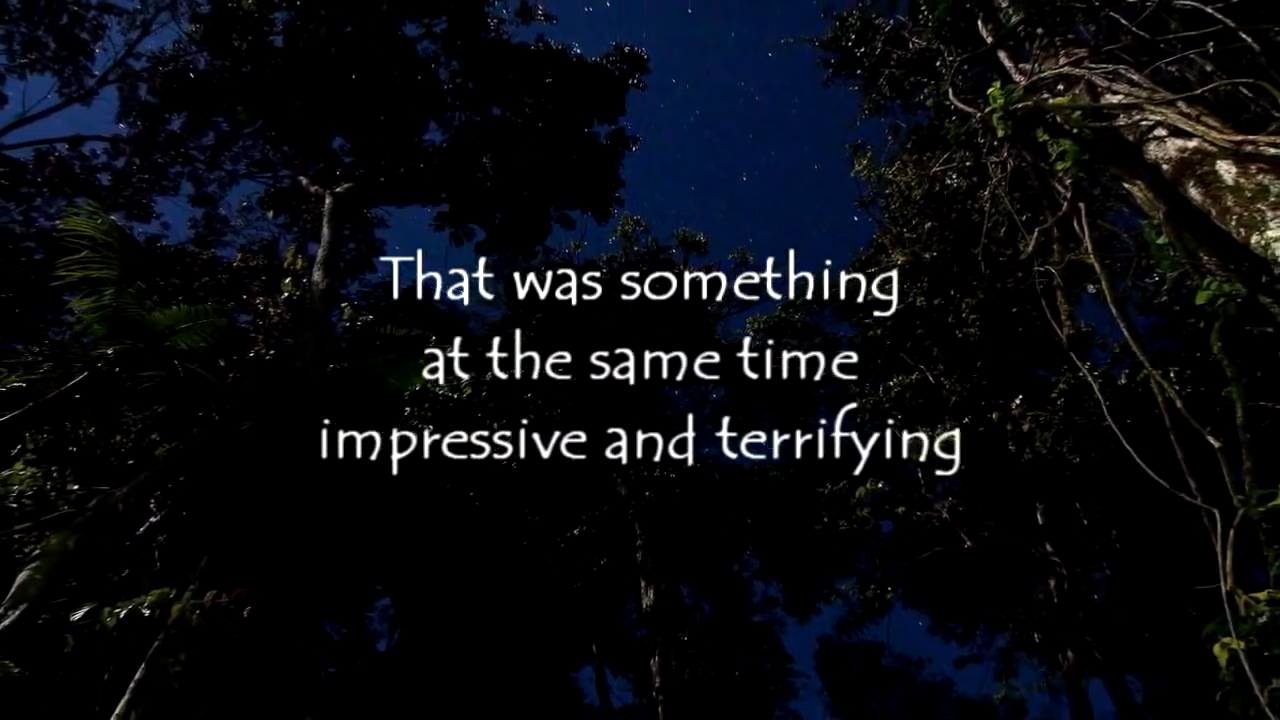 That was something
at the same time
impressive and terrifying